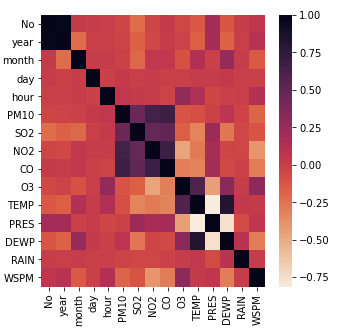 No
year
month
day
hour
PM10
SO2
NO2
CO
O3
TEMP
PRES
DEWP
RAIN
WSPM
No
year
month
day
hour
PM10
SO2
NO2
CO
O3
TEMP
PRES
DEWP
RAIN
WSPM
1.00
0.75
0.50
0.25
0.00
−0.25
−0.50
−0.75